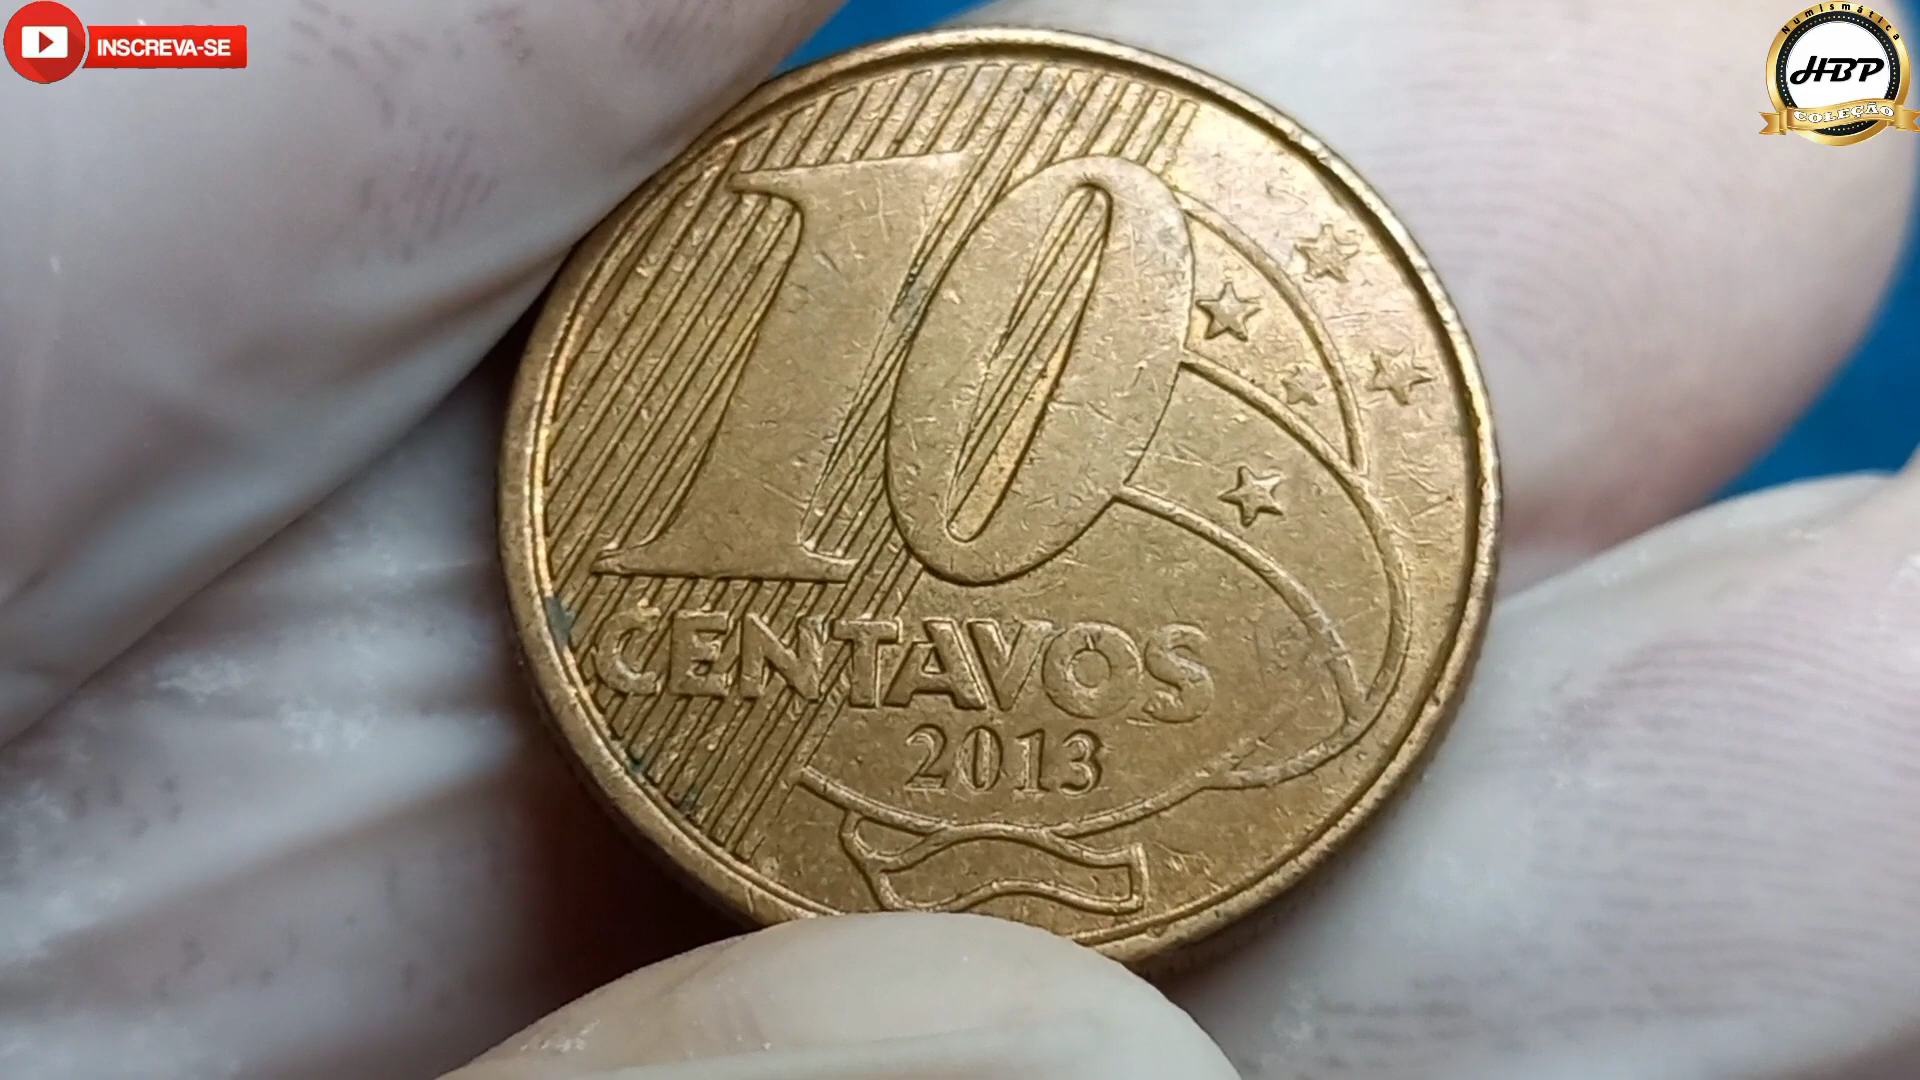 INSCREVA-SE
Numismática
HBP
COLEÇÃO
10
CENTAVOS
2013